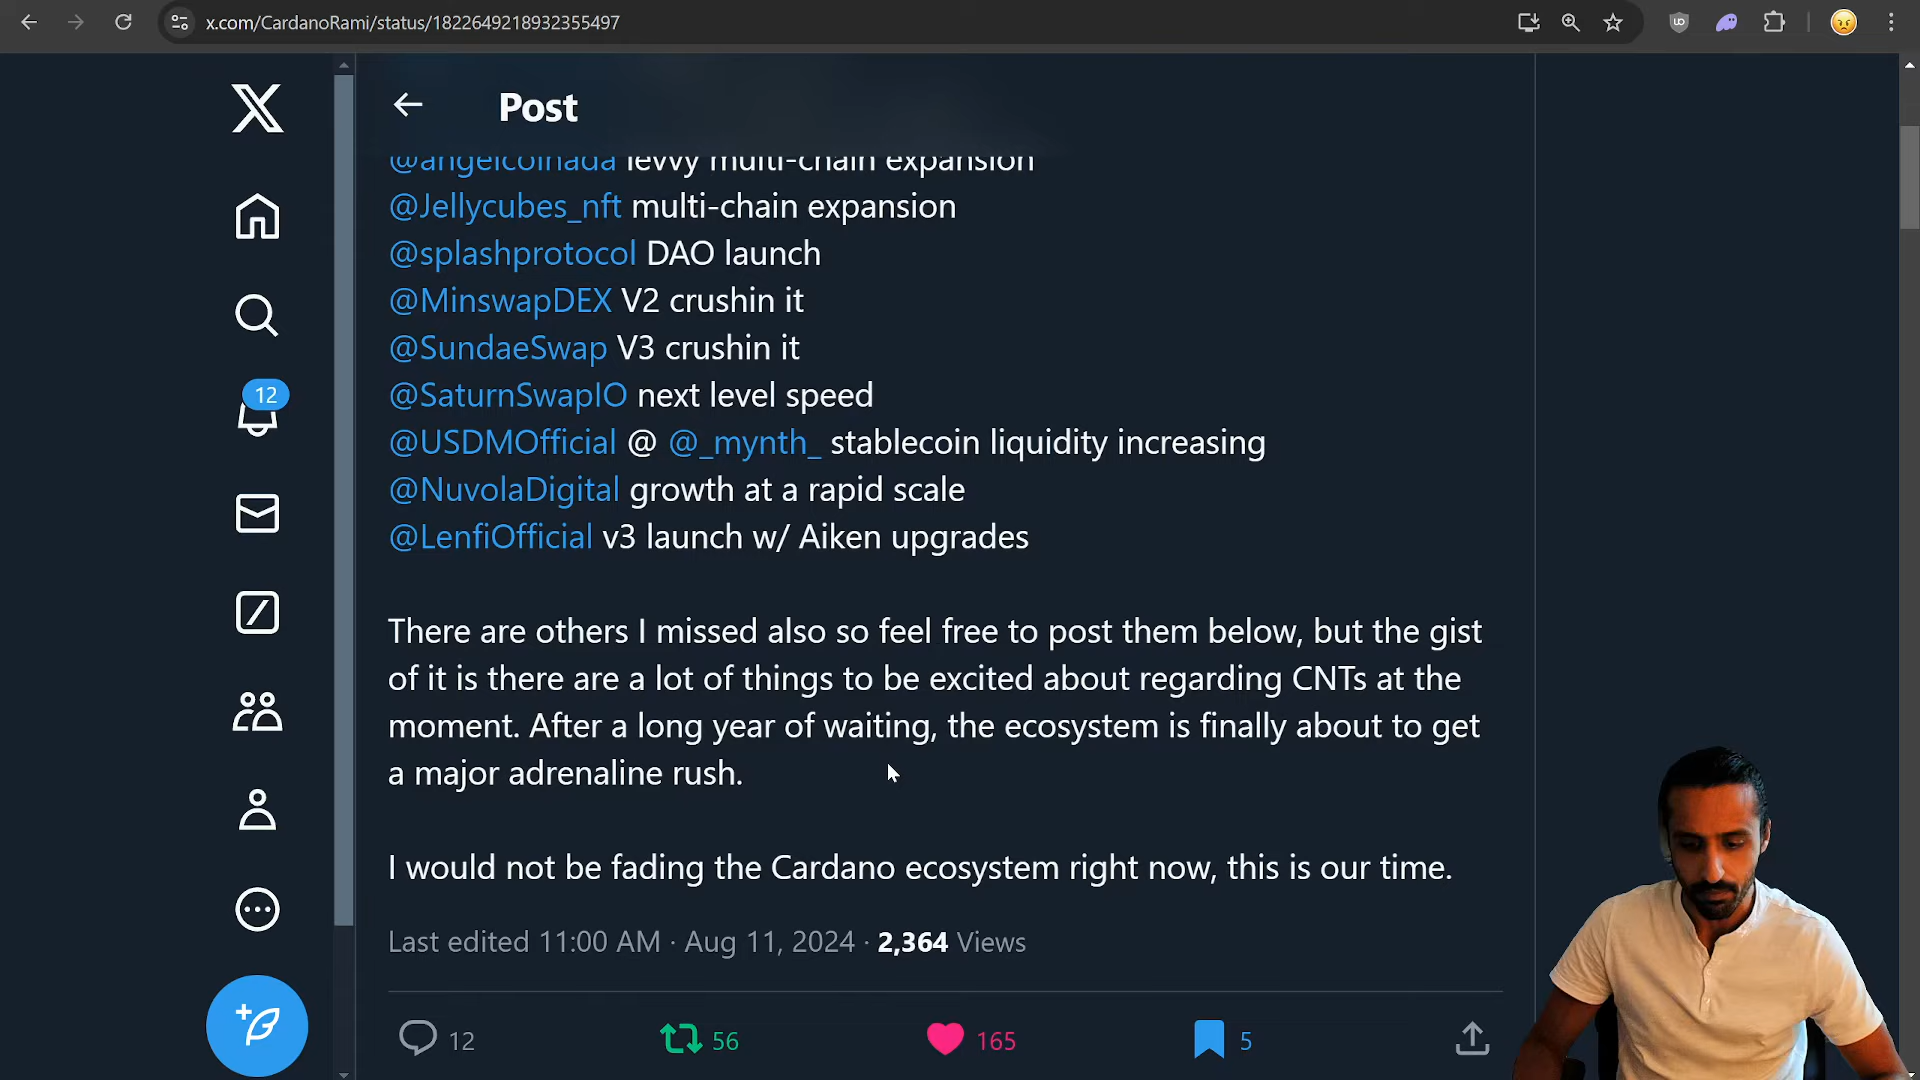 x.com/CardanoRami/status/1822649218932355497
Post
@angelcoinada levvy multi-chain expansion
@Jellycubes_nft multi-chain expansion
@splashprotocol DAO launch
@MinswapDEX V2 crushin it
@SundaeSwap V3 crushin it
12
@SaturnSwapIO next level speed
@USDMOfficial @ @_mynth_ stablecoin liquidity increasing
@NuvolaDigital growth at a rapid scale
@LenfiOfficial v3 launch w/ Aiken upgrades
There are others I missed also so feel free to post them below, but the gist
of it is there are a lot of things to be excited about regarding CNTs at the
moment. After a long year of waiting, the ecosystem is finally about to get
a major adrenaline rush.
I would not be fading the Cardano ecosystem right now, this is our time.
Last edited 11:00 AM · Aug 11, 2024 · 2,364 Views
12 56 165 5